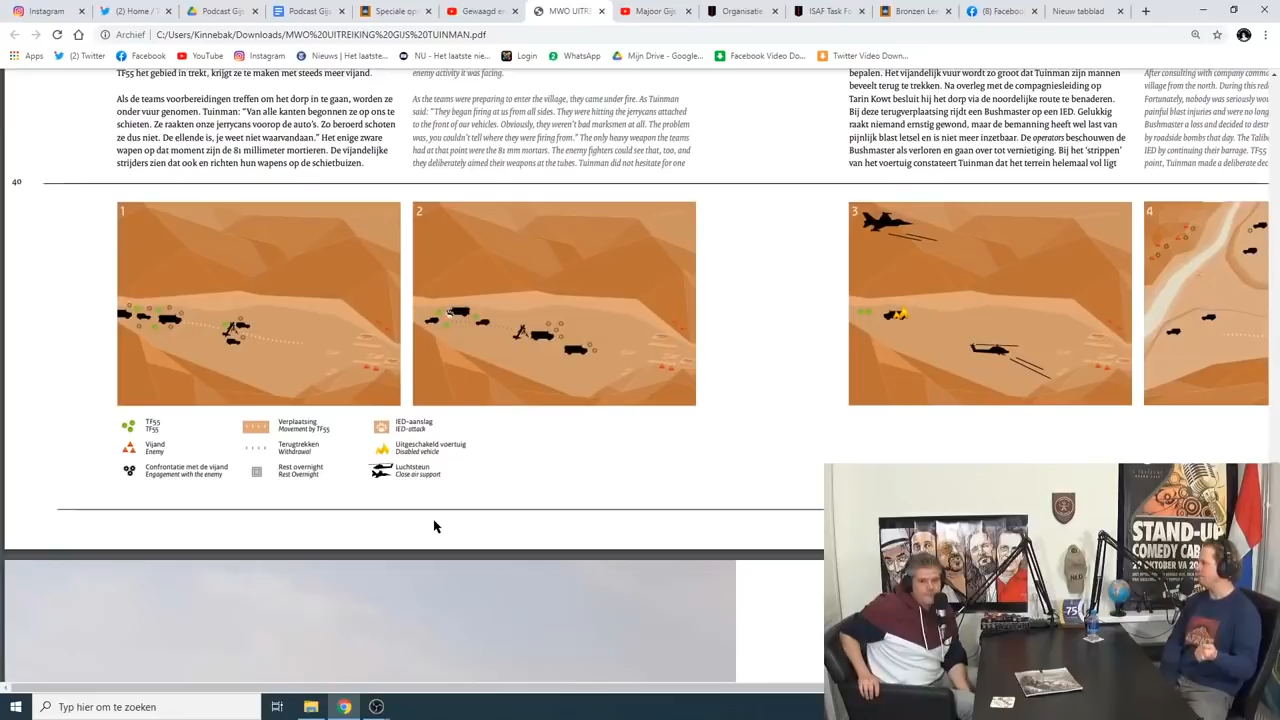 Instagram
(2) Home / T
Podcast Gijs
Podcast Gijs
Speciale op
Gewaagd e
MWO UITR
Majoor Gijs
Organisatie
ISAF Task F
Bronzen Lee
(8) Faceboo
Nieuw tabblad
Archief
C:/Users/Kinnebak/Downloads/MWO%20UITREIKING%20GIJS%20TUINMAN.pdf
Apps
(2) Twitter
Facebook
YouTube
Instagram
Nieuws | Het laatste...
NU - Het laatste n...
Login
WhatsApp
Mijn Drive - Google...
Facebook Video Do...
Twitter Video Down...
TF55 het gebied in trekt, krijgt ze te maken met steeds meer vijand.
Als de teams voorbereidingen treffen om het dorp in te gaan, worden ze
onder vuur genomen. Tuinman: “Van alle kanten begonnen ze op ons te
schieten. Ze raakten onze jerrycans voorop de auto’s. Zo beroerd schoten
ze dus niet. De ellende is, je weet niet waarvandaan.” Het enige zware
wapen op dat moment zijn de 81 millimeter mortieren. De vijandelijke
strijders zien dat ook en richten hun wapens op de schietbuizen.
enemy activity it was facing.
As the teams were preparing to enter the village, they came under fire. As Tuinman
said: “They began firing at us from all sides. They were hitting the jerrycans attached
to the front of our vehicles. Obviously, they weren’t bad marksmen at all. The problem
was, you couldn’t tell where they were firing from.” The only heavy weapon the teams
had at that point were the 81 mm mortars. The enemy fighters could see that, too, and
they deliberately aimed their weapons at the tubes. Tuinman did not hesitate for one
bepalen. Het vijandelijk vuur wordt zo groot dat Tuinman zijn mannen
beveelt terug te trekken. Na overleg met de compagniesleiding op
Tarin Kowt besluit hij het dorp via de noordelijke route te benaderen.
Bij deze terugverplaatsing rijdt een Bushmaster op een IED. Gelukkig
raakt niemand ernstig gewond, maar de bemanning heeft wel last van
pijnlijk blast letsel en is niet meer inzetbaar. De operators beschouwen de
Bushmaster als verloren en gaan over tot vernietiging. Bij het ‘strippen’
van het voertuig constateert Tuinman dat het terrein helemaal vol ligt
After consulting with company comma
village from the north. During this red
Fortunately, nobody was seriously wou
painful blast injuries and were no long
Bushmaster a loss and decided to destr
by roadside bombs that day. The Talib
IED by continuing their barrage. TF55
point, Tuinman made a deliberate dec
40
1
2
3
4
TF55
TF55
Vijand
Enemy
Confrontatie met de vijand
Engagement with the enemy
Verplaatsing
Movement by TF55
Terugtrekken
Withdrawal
Rest overnight
Rest Overnight
IED-aanslag
IED-attack
Uitgeschakeld voertuig
Disabled vehicle
Luchtsteun
Close air support
STAND-UP
COMEDY CAB
OKTOBER VA 20
75
Typ hier om te zoeken